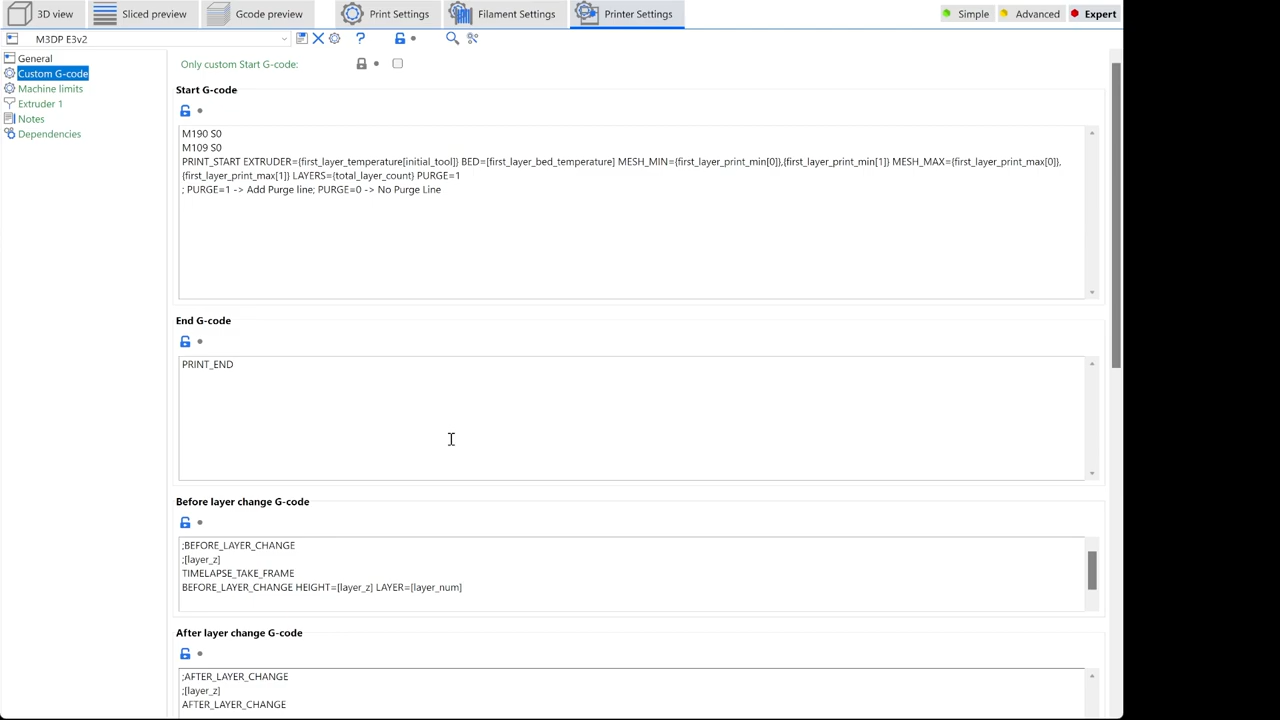 3D view
Sliced preview
Gcode preview
Print Settings
Filament Settings
Printer Settings
Simple
Advanced
Expert
M3DP E3v2
?
General
Custom G-code
Machine limits
Extruder 1
Notes
Dependencies
Only custom Start G-code:
Start G-code
M190 S0
M109 S0
PRINT_START EXTRUDER={first_layer_temperature[initial_tool]} BED=[first_layer_bed_temperature] MESH_MIN={first_layer_print_min[0]},{first_layer_print_min[1]} MESH_MAX={first_layer_print_max[0]},
{first_layer_print_max[1]} LAYERS={total_layer_count} PURGE=1
; PURGE=1 -> Add Purge line; PURGE=0 -> No Purge Line
End G-code
PRINT_END
Before layer change G-code
;BEFORE_LAYER_CHANGE
;[layer_z]
TIMELAPSE_TAKE_FRAME
BEFORE_LAYER_CHANGE HEIGHT=[layer_z] LAYER=[layer_num]
After layer change G-code
;AFTER_LAYER_CHANGE
;[layer_z]
AFTER_LAYER_CHANGE